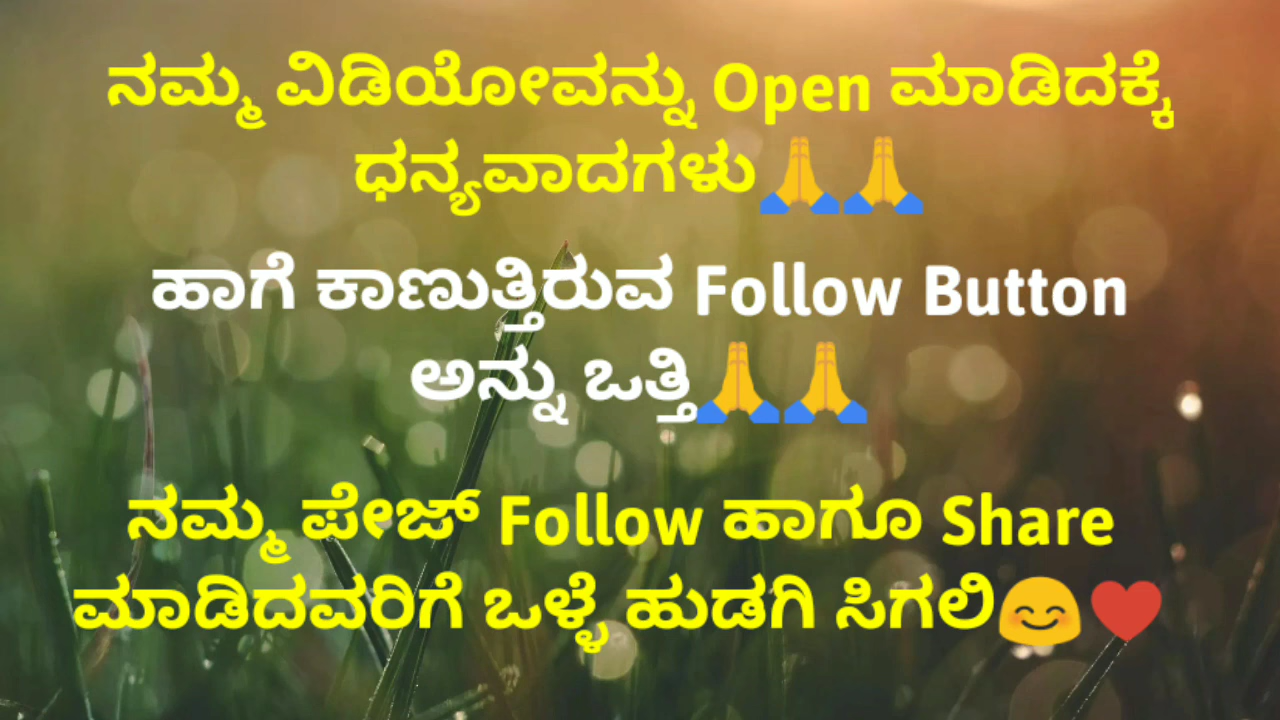 ನಮ್ಮ ವಿಡಿಯೋವನ್ನು Open ಮಾಡಿದಕ್ಕೆ
ಧನ್ಯವಾದಗಳು🙏🙏
ಹಾಗೆ ಕಾಣುತ್ತಿರುವ Follow Button
ಅನ್ನು ಒತ್ತಿ🙏🙏
ನಮ್ಮ ಪೇಜ್ Follow ಹಾಗೂ Share
ಮಾಡಿದವರಿಗೆ ಒಳ್ಳೆ ಹುಡಗಿ ಸಿಗಲಿ😊♥️